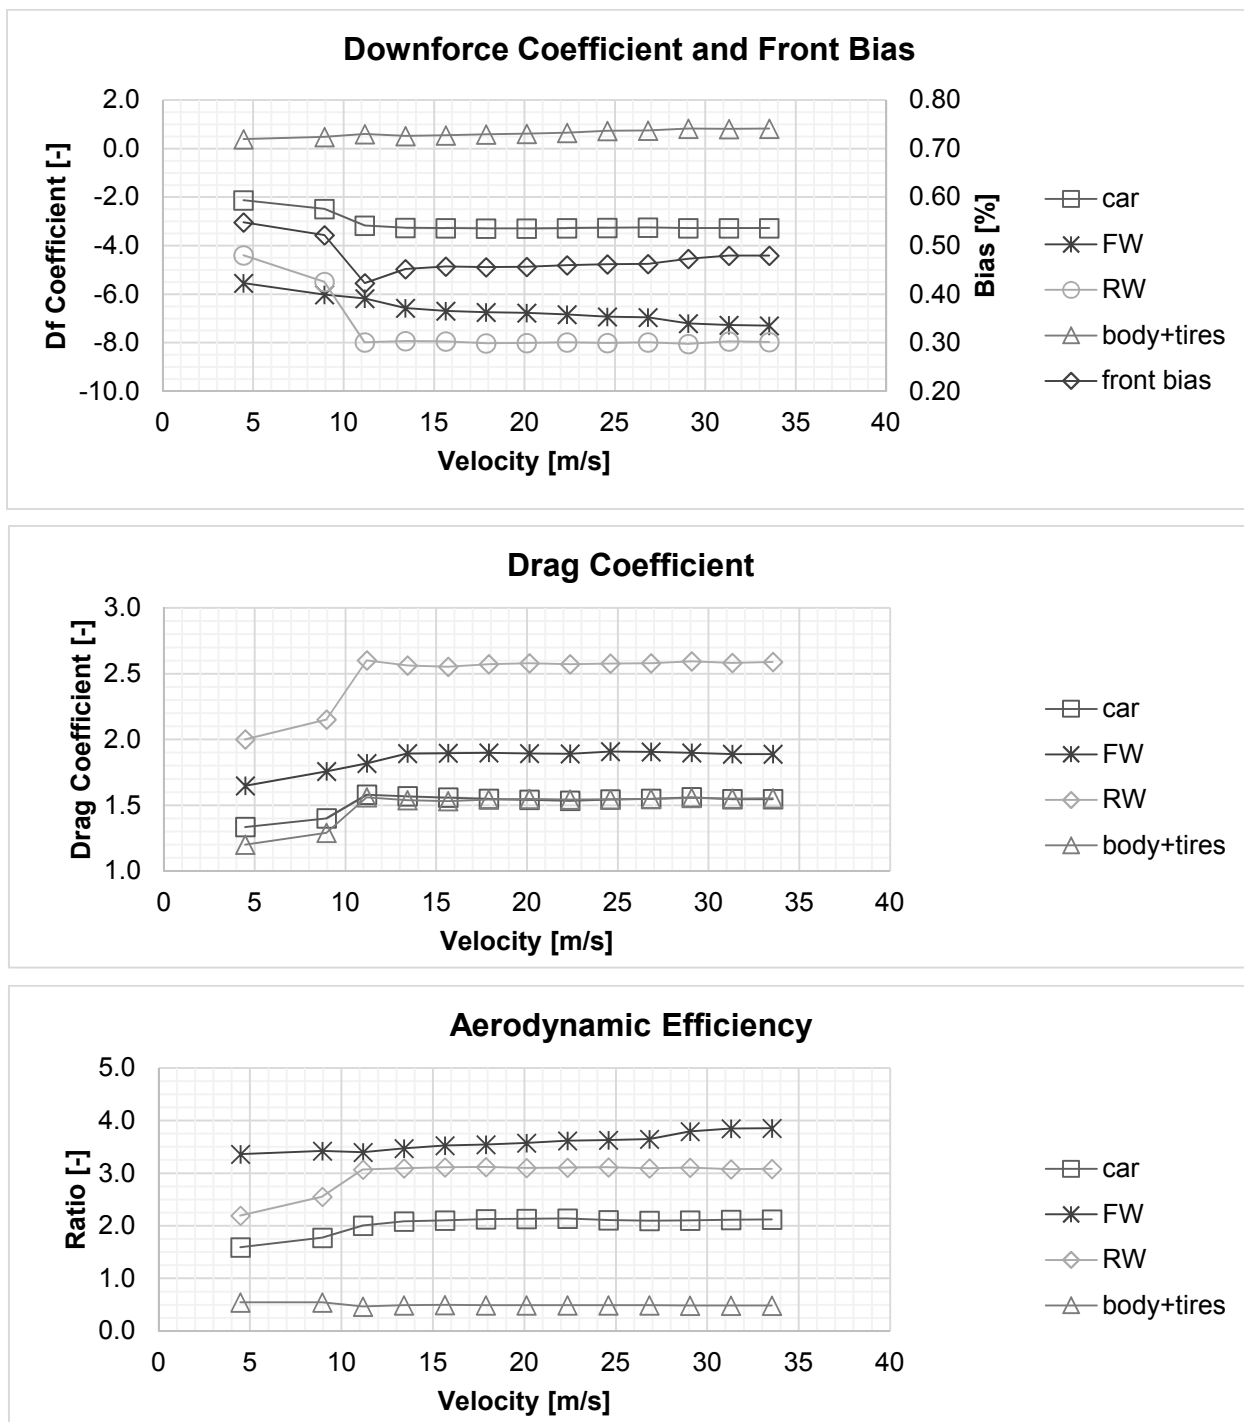 Downforce Coefficient and Front Bias
2.0
0.0
-2.0
-4.0
-6.0
-8.0
-10.0
Df Coefficient [-]
0.80
0.70
0.60
0.50
0.40
0.30
0.20
Bias [%]
0 5 10 15 20 25 30 35 40
Velocity [m/s]
car
FW
RW
body+tires
front bias
Drag Coefficient
3.0
2.5
2.0
1.5
1.0
Drag Coefficient [-]
0 5 10 15 20 25 30 35 40
Velocity [m/s]
car
FW
RW
body+tires
Aerodynamic Efficiency
5.0
4.0
3.0
2.0
1.0
0.0
Ratio [-]
0 5 10 15 20 25 30 35 40
Velocity [m/s]
car
FW
RW
body+tires